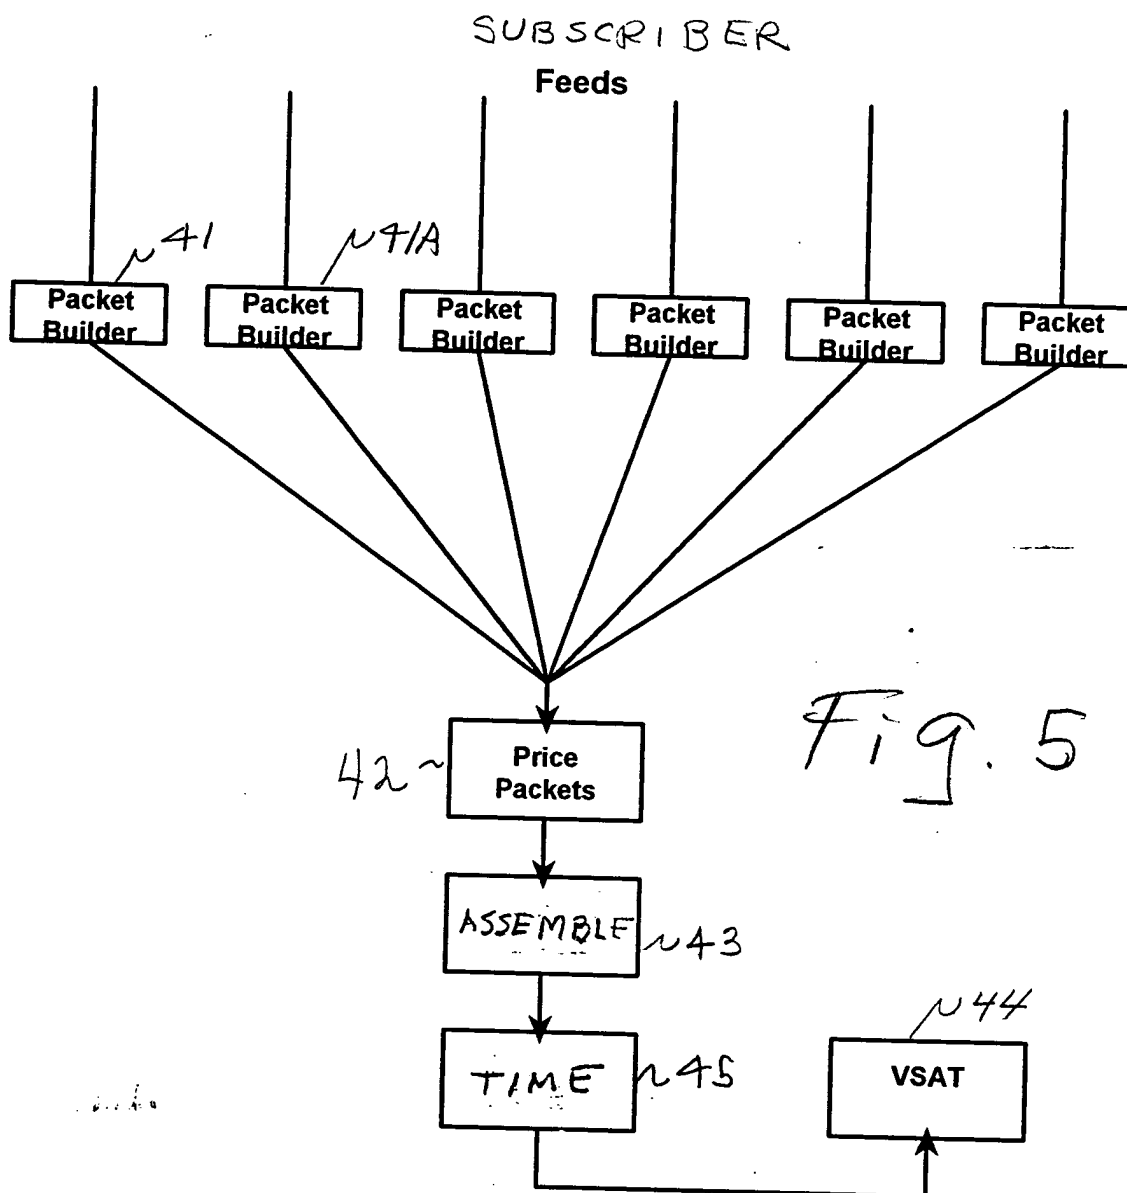 SUBSCRIBER
Feeds
41
41A
Packet
Builder
Packet
Builder
Packet
Builder
Packet
Builder
Packet
Builder
Packet
Builder
42
Price
Packets
Fig. 5
ASSEMBLE
43
44
TIME
45
VSAT